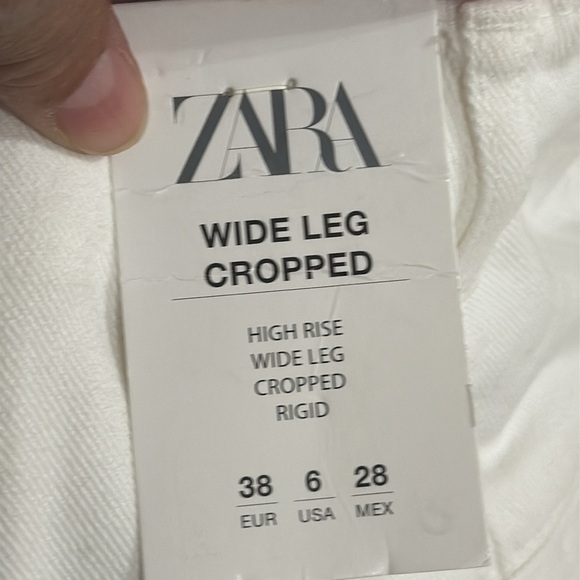 ZARA
WIDE LEG
CROPPED
HIGH RISE
WIDE LEG
CROPPED
RIGID
38 6 28
EUR USA MEX